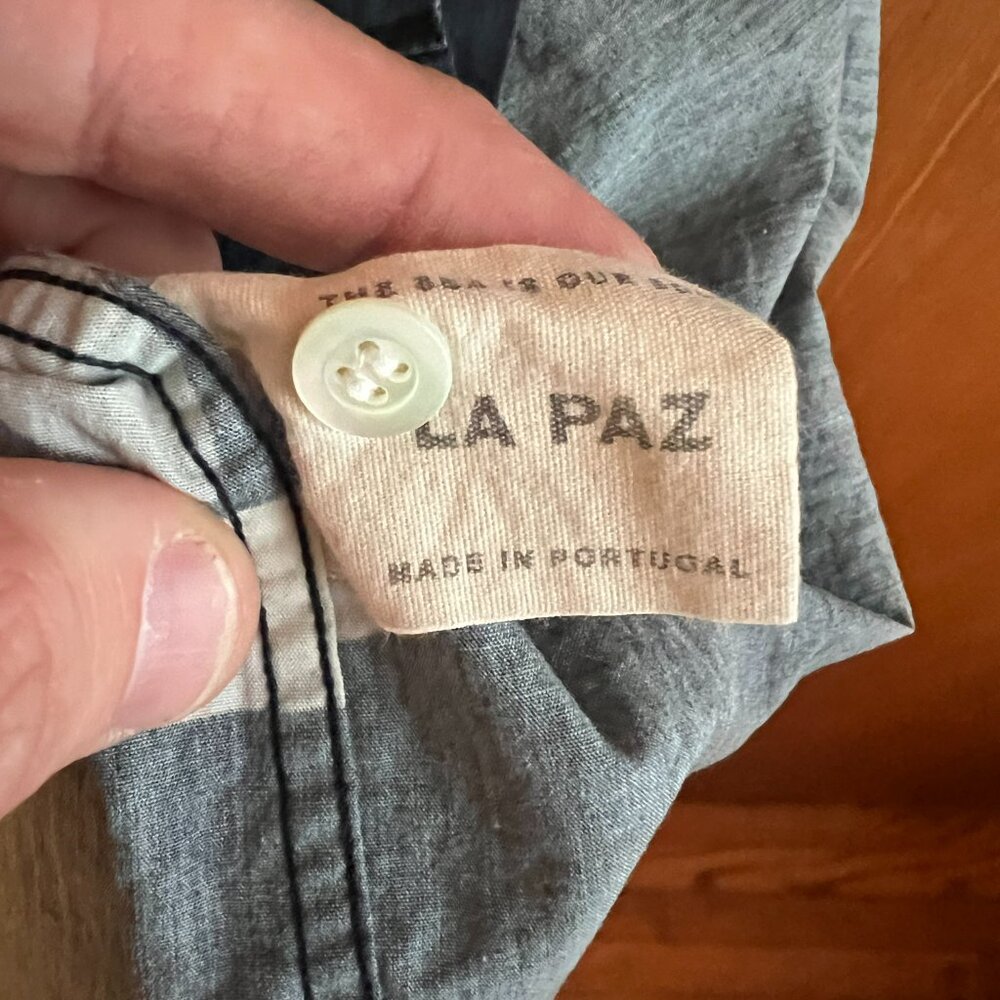 THE SEA IS OUR
LA PAZ
MADE IN PORTUGAL